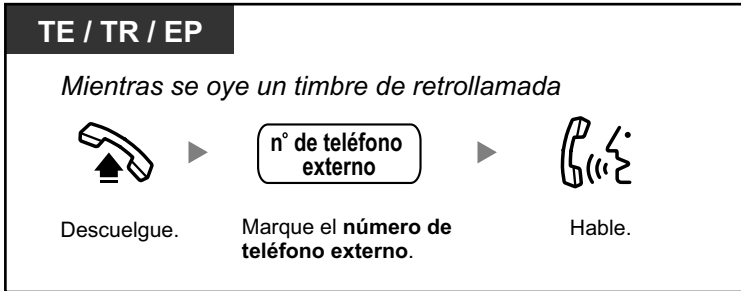 TE / TR / EP
Mientras se oye un timbre de retrollamada
n° de teléfono
externo
Descuelgue.
Marque el número de
teléfono externo.
Hable.